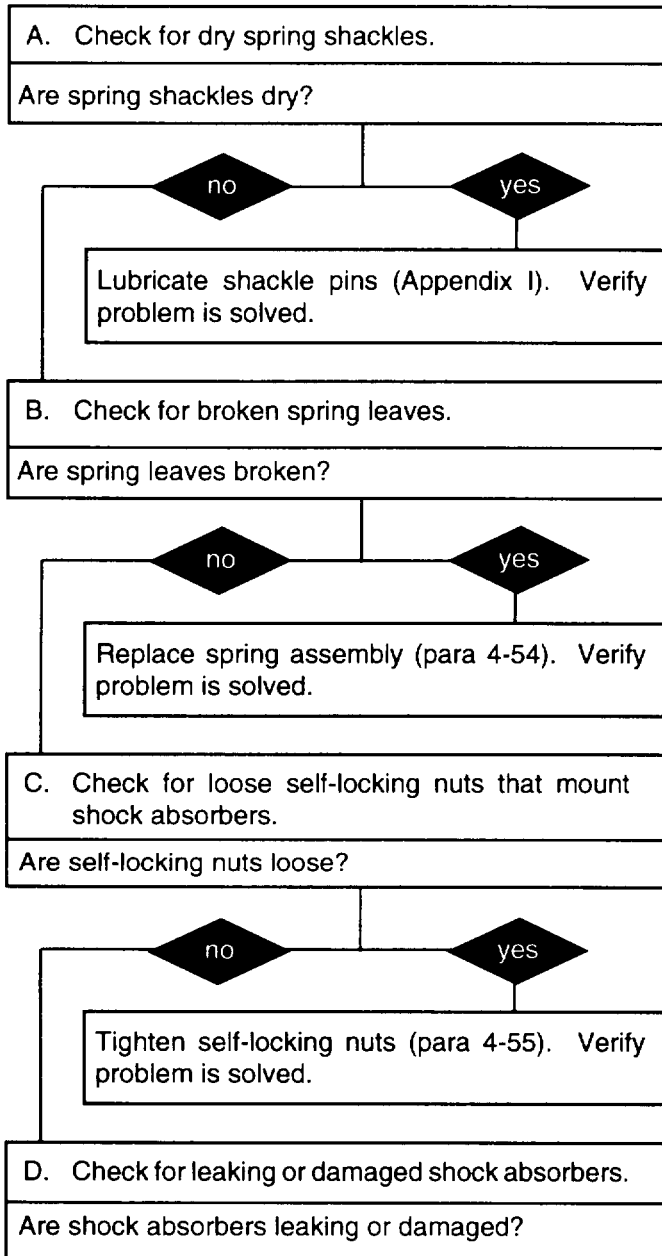 A. Check for dry spring shackles.
Are spring shackles dry?
no
yes
Lubricate shackle pins (Appendix I). Verify
problem is solved.
B. Check for broken spring leaves.
Are spring leaves broken?
no
yes
Replace spring assembly (para 4-54). Verify
problem is solved.
C. Check for loose self-locking nuts that mount
shock absorbers.
Are self-locking nuts loose?
no
yes
Tighten self-locking nuts (para 4-55). Verify
problem is solved.
D. Check for leaking or damaged shock absorbers.
Are shock absorbers leaking or damaged?